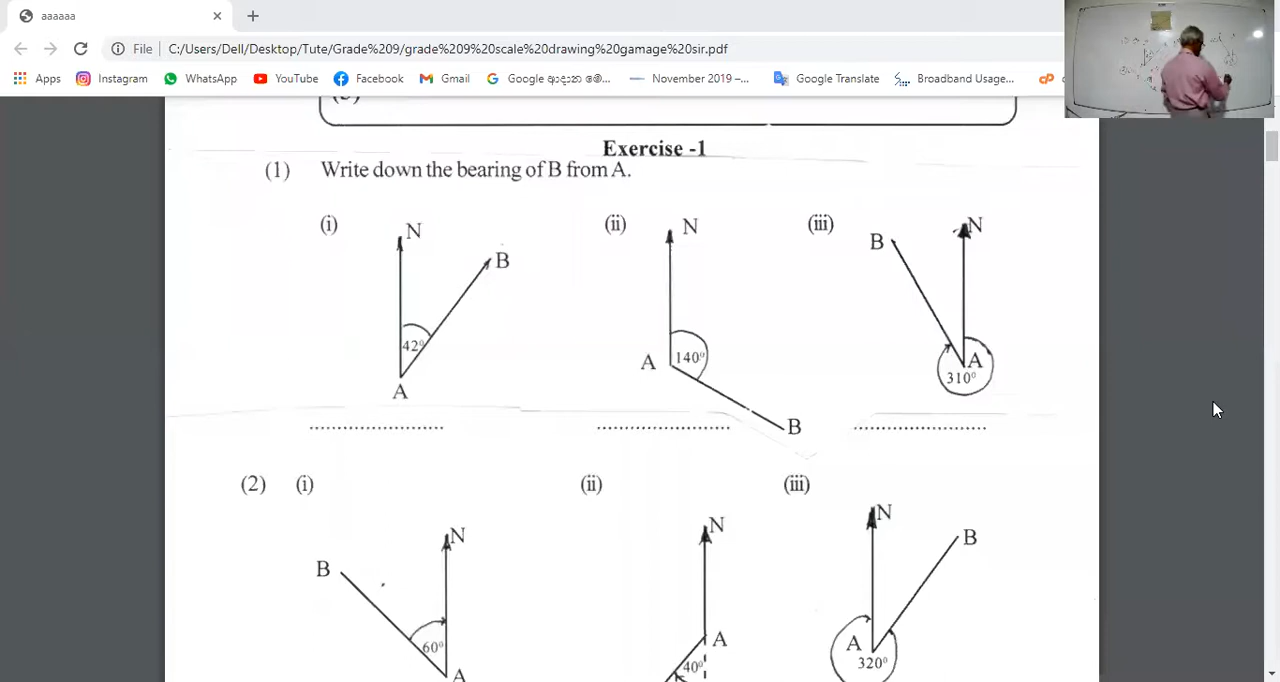 aaaaaa
File
C:/Users/Dell/Desktop/Tute/Grade%209/grade%209%20scale%20drawing%20gamage%20sir.pdf
Apps Instagram WhatsApp YouTube Facebook Gmail Google ආදානා මෙ... November 2019 –... Google Translate Broadband Usage...
Exercise -1
(1) Write down the bearing of B from A.
(i) (ii) (iii)
N
B
42°
A
N
A
140°
B
B
N
A
310°
(2) (i) (ii) (iii)
B
N
60°
A
N
A
40°
N
B
A
320°